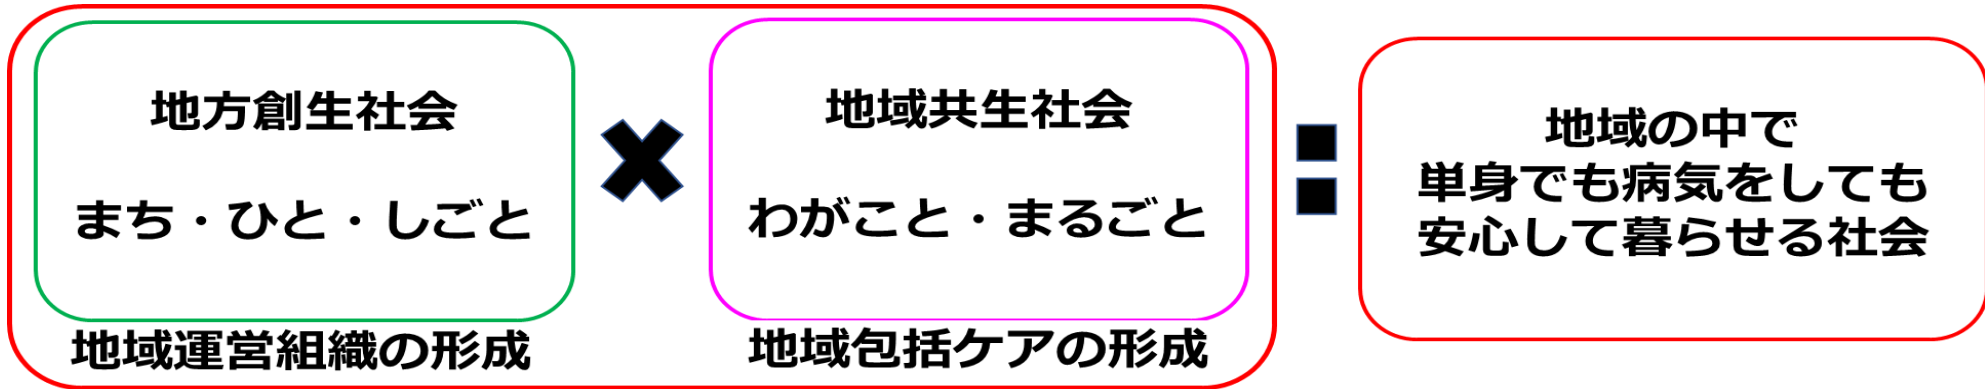 地方創生社会
まち・ひと・しごと
地域運営組織の形成
地域共生社会
わがこと・まるごと
地域包括ケアの形成
地域の中で
単身でも病気をしても
安心して暮らせる社会